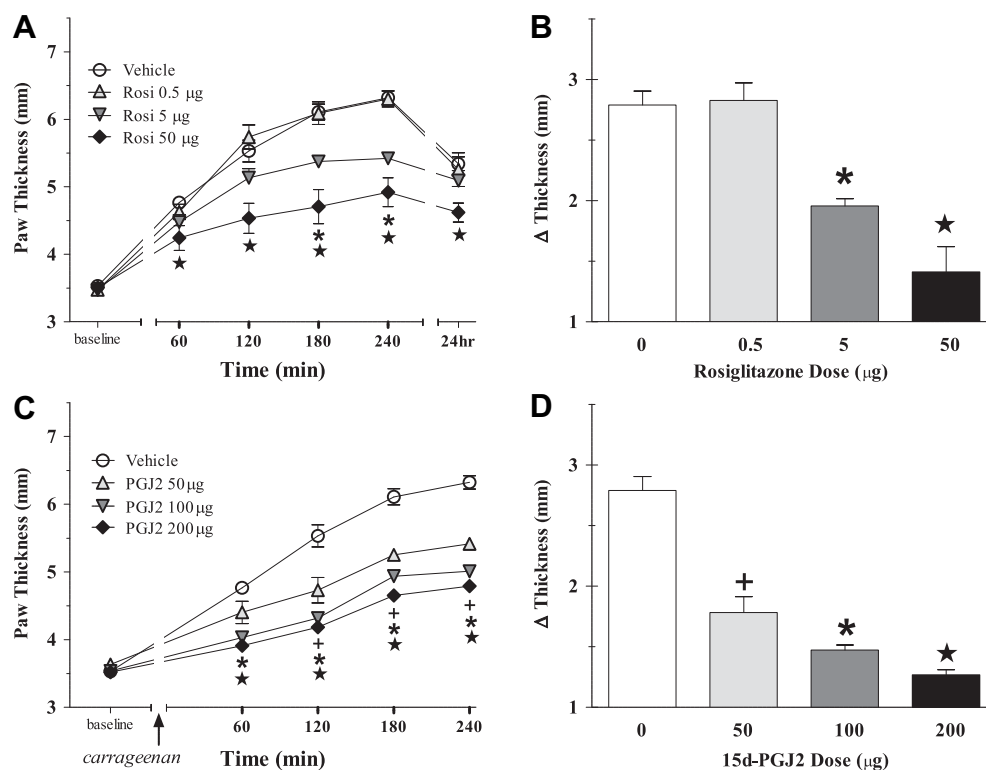 A
7
6
5
4
3
Paw Thickness (mm)
Vehicle
Rosi 0.5 μg
Rosi 5 μg
Rosi 50 μg
*
*
baseline
60
120
180
240
24hr
Time (min)
B
3
2
1
Δ Thickness (mm)
*
0
0.5
5
50
Rosiglitazone Dose (μg)
C
7
6
5
4
3
Paw Thickness (mm)
Vehicle
PGJ2 50μg
PGJ2 100μg
PGJ2 200μg
+
+
+
*
*
*
*
baseline
60
120
180
240
carrageenan
Time (min)
D
3
2
1
Δ Thickness (mm)
+
*
0
50
100
200
15d-PGJ2 Dose (μg)